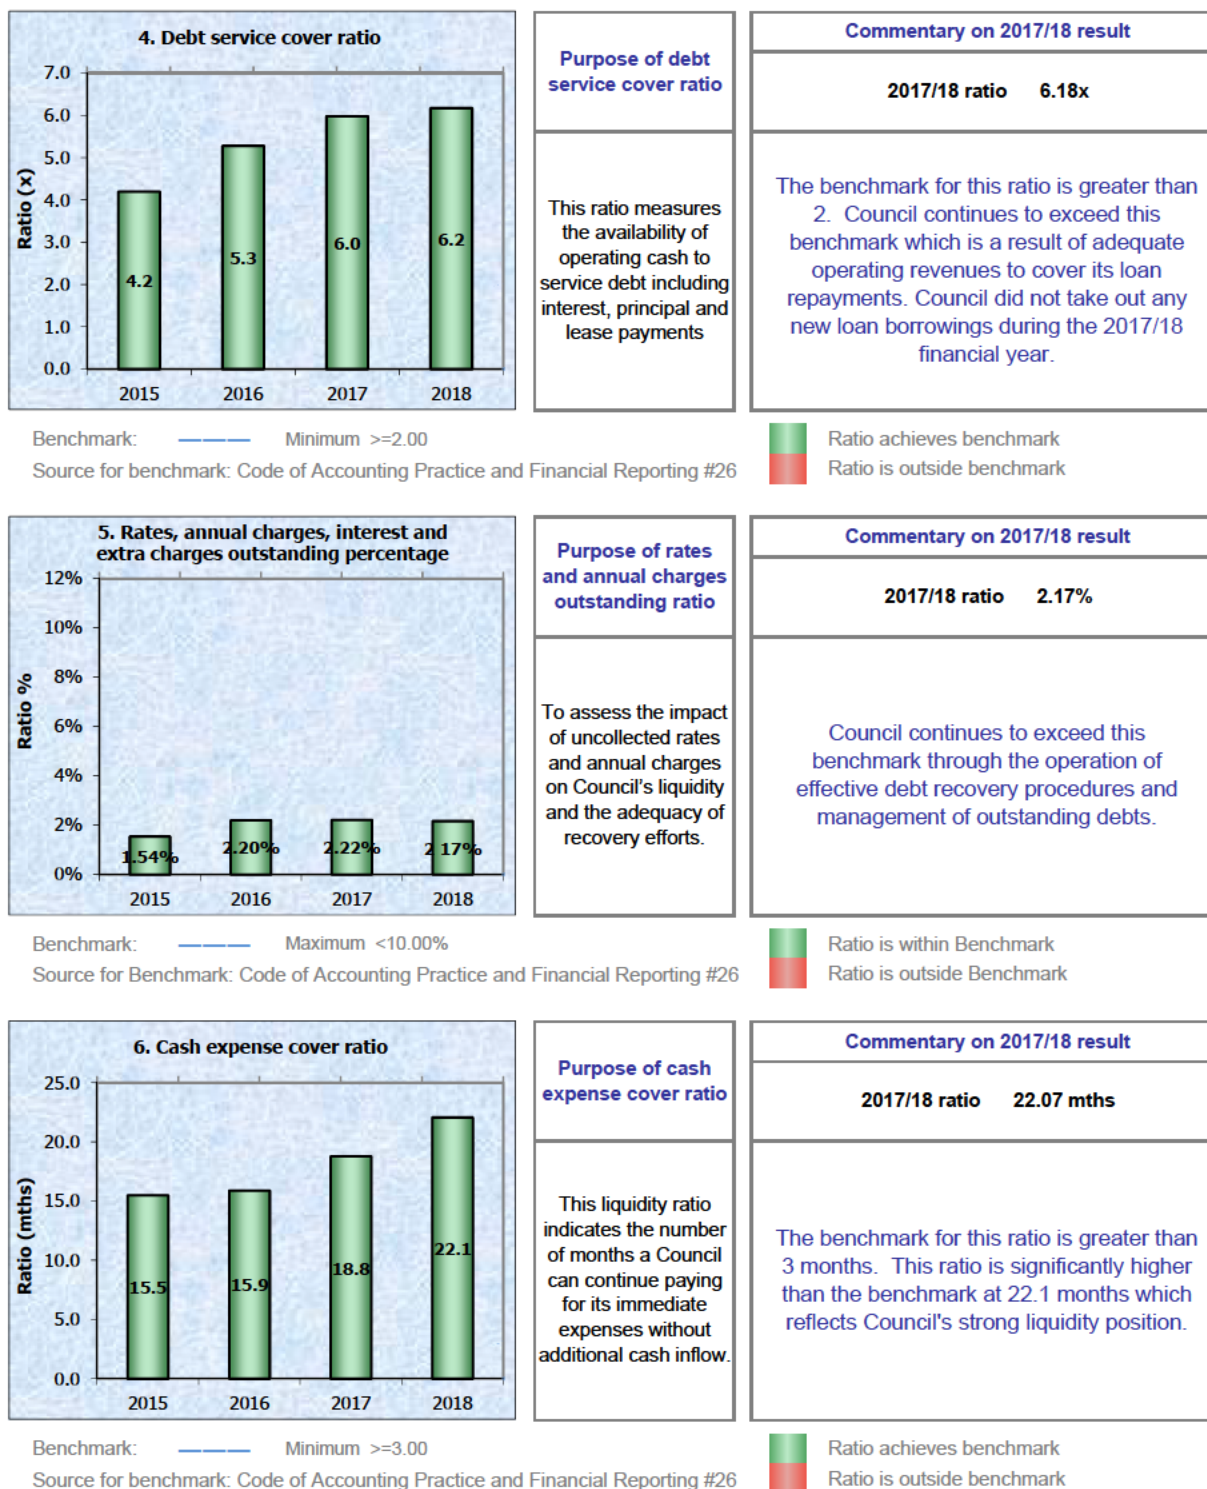 4. Debt service cover ratio
7.0
6.0
5.0
4.0
3.0
2.0
1.0
0.0
Ratio (x)
4.2
5.3
6.0
6.2
2015
2016
2017
2018
Purpose of debt
service cover ratio
This ratio measures
the availability of
operating cash to
service debt including
interest, principal and
lease payments
Commentary on 2017/18 result
2017/18 ratio 6.18x
The benchmark for this ratio is greater than
2. Council continues to exceed this
benchmark which is a result of adequate
operating revenues to cover its loan
repayments. Council did not take out any
new loan borrowings during the 2017/18
financial year.
Benchmark: Minimum >=2.00
Source for benchmark: Code of Accounting Practice and Financial Reporting #26
Ratio achieves benchmark
Ratio is outside benchmark
5. Rates, annual charges, interest and
extra charges outstanding percentage
12%
10%
8%
6%
4%
2%
0%
Ratio %
1.54%
2.20%
2.22%
2.17%
2015
2016
2017
2018
Purpose of rates
and annual charges
outstanding ratio
To assess the impact
of uncollected rates
and annual charges
on Council's liquidity
and the adequacy of
recovery efforts.
Commentary on 2017/18 result
2017/18 ratio 2.17%
Council continues to exceed this
benchmark through the operation of
effective debt recovery procedures and
management of outstanding debts.
Benchmark: Maximum <10.00%
Source for Benchmark: Code of Accounting Practice and Financial Reporting #26
Ratio is within Benchmark
Ratio is outside Benchmark
6. Cash expense cover ratio
25.0
20.0
15.0
10.0
5.0
0.0
Ratio (mths)
15.5
15.9
18.8
22.1
2015
2016
2017
2018
Purpose of cash
expense cover ratio
This liquidity ratio
indicates the number
of months a Council
can continue paying
for its immediate
expenses without
additional cash inflow.
Commentary on 2017/18 result
2017/18 ratio 22.07 mths
The benchmark for this ratio is greater than
3 months. This ratio is significantly higher
than the benchmark at 22.1 months which
reflects Council's strong liquidity position.
Benchmark: Minimum >=3.00
Source for benchmark: Code of Accounting Practice and Financial Reporting #26
Ratio achieves benchmark
Ratio is outside benchmark